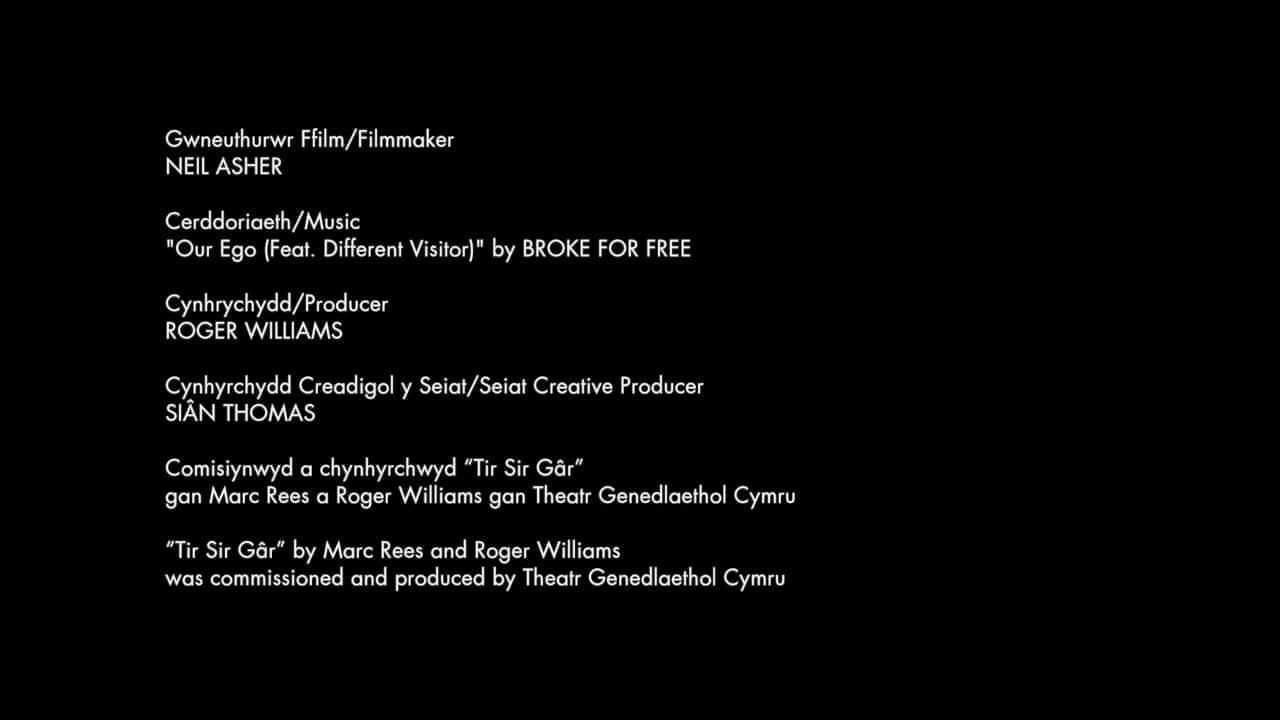 Gwneuthurwr Ffilm/Filmmaker
NEIL ASHER
Cerddoriaeth/Music
"Our Ego (Feat. Different Visitor)" by BROKE FOR FREE
Cynhrychydd/Producer
ROGER WILLIAMS
Cynhyrchydd Creadigol y Seiat/Seiat Creative Producer
SIÂN THOMAS
Comisiynwyd a chynhyrchwyd “Tir Sir Gâr”
gan Marc Rees a Roger Williams gan Theatr Genedlaethol Cymru
“Tir Sir Gâr” by Marc Rees and Roger Williams
was commissioned and produced by Theatr Genedlaethol Cymru